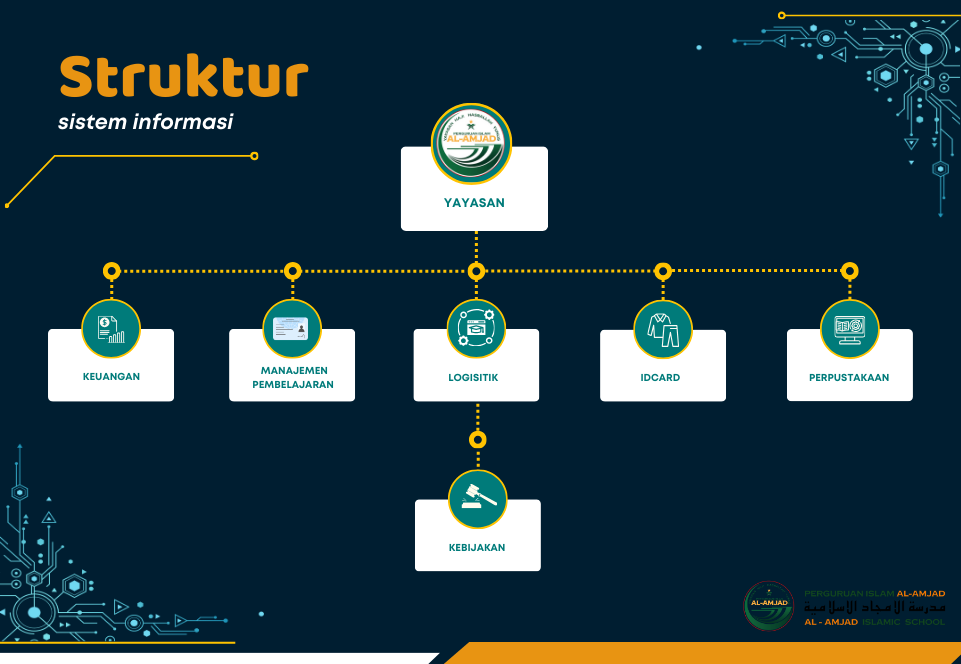 Struktur
sistem informasi
PERGURUAN ISLAM
AL-AMJAD
YAYASAN
KEUANGAN
MANAJEMEN
PEMBELAJARAN
LOGISITIK
IDCARD
PERPUSTAKAAN
KEBIJAKAN
AL-AMJAD
PERGURUAN ISLAM AL-AMJAD
مدرسة الأمجاد الإسلامية
AL - AMJAD ISLAMIC SCHOOL